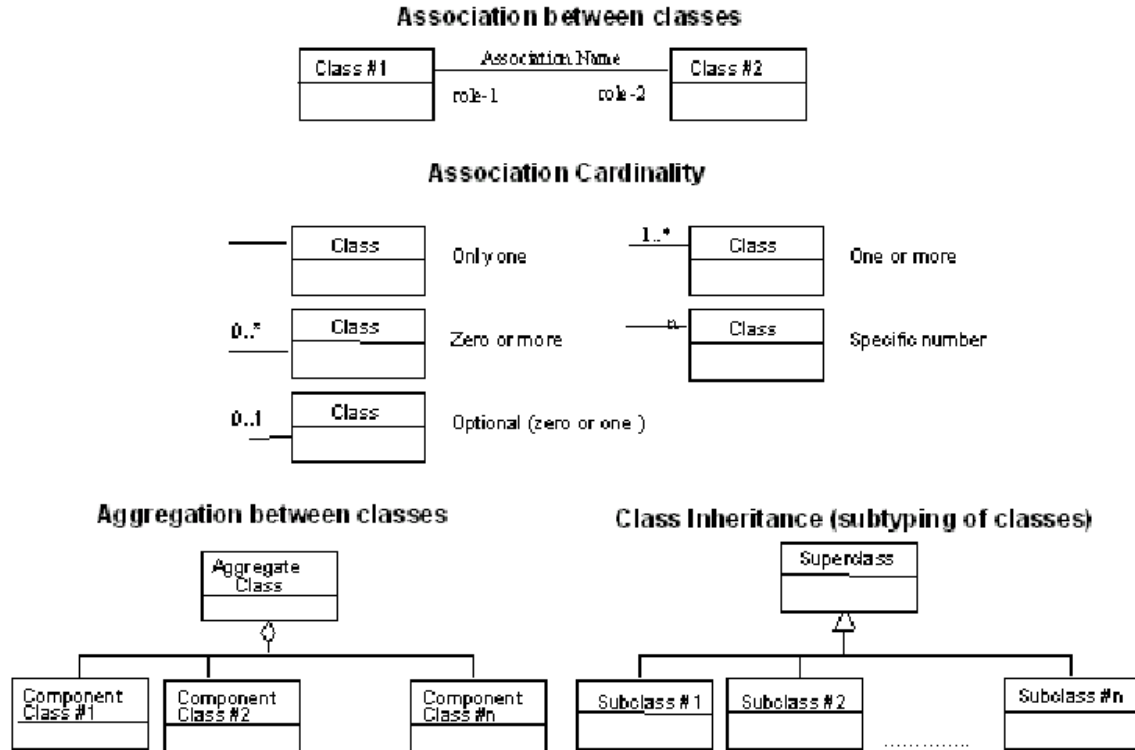 Association between classes
Class #1
Association Name
Class #2
role-1
role-2
Association Cardinality
Class
Only one
1..*
Class
One or more
0..*
Class
Zero or more
n
Class
Specific number
0..1
Class
Optional (zero or one )
Aggregation between classes
Class Inheritance (subtyping of classes)
Aggregate
Class
Superclass
Component
Class #1
Component
Class #2
Component
Class #n
Subclass #1
Subclass #2
..............
Subclass #n